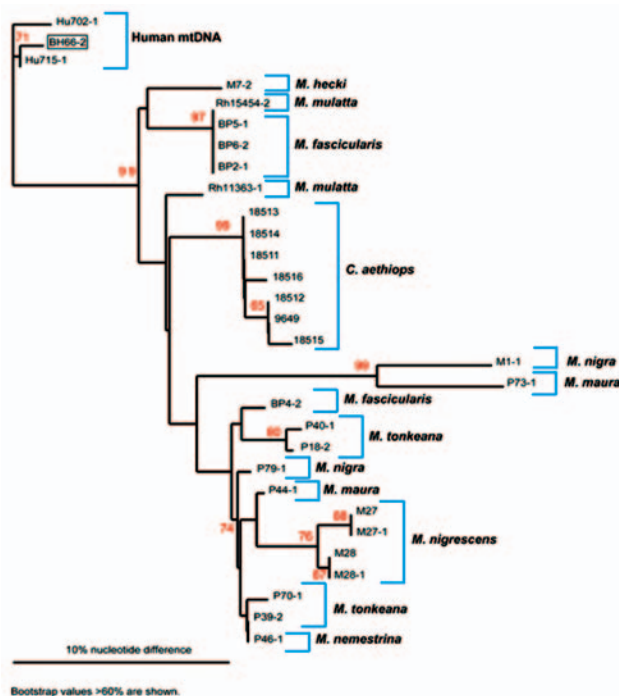 Hu702-1
71
BH66-2
Human mtDNA
Hu715-1
M7-2
M. hecki
Rh15454-2
M. mulatta
97
BP5-1
BP6-2
M. fascicularis
BP2-1
99
Rh11363-1
M. mulatta
18513
18514
18511
C. aethiops
18516
18512
65
9649
18515
99
M1-1
M. nigra
P73-1
M. maura
BP4-2
M. fascicularis
P40-1
M. tonkeana
P18-2
P79-1
M. nigra
P44-1
M. maura
M27
74
76
M27-1
M. nigrescens
M28
M28-1
P70-1
M. tonkeana
P39-2
P46-1
M. nemestrina
10% nucleotide difference
Bootstrap values >60% are shown.